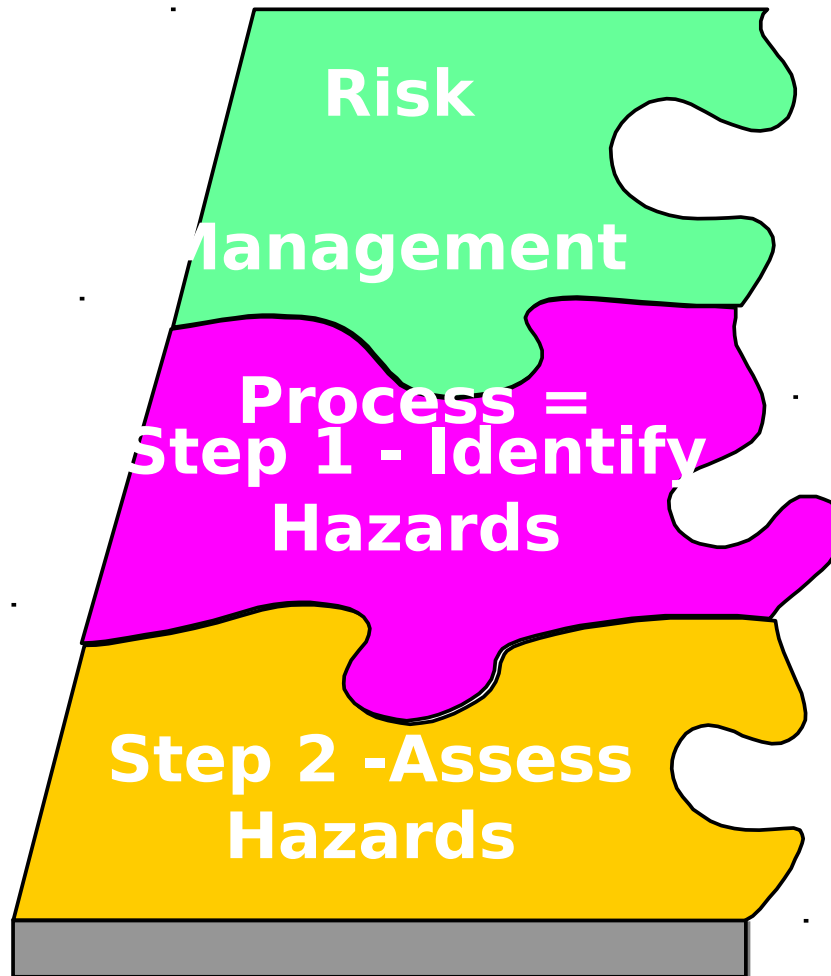 Risk
Management
Process =
Step 1 - Identify
Hazards
Step 2 -Assess
Hazards